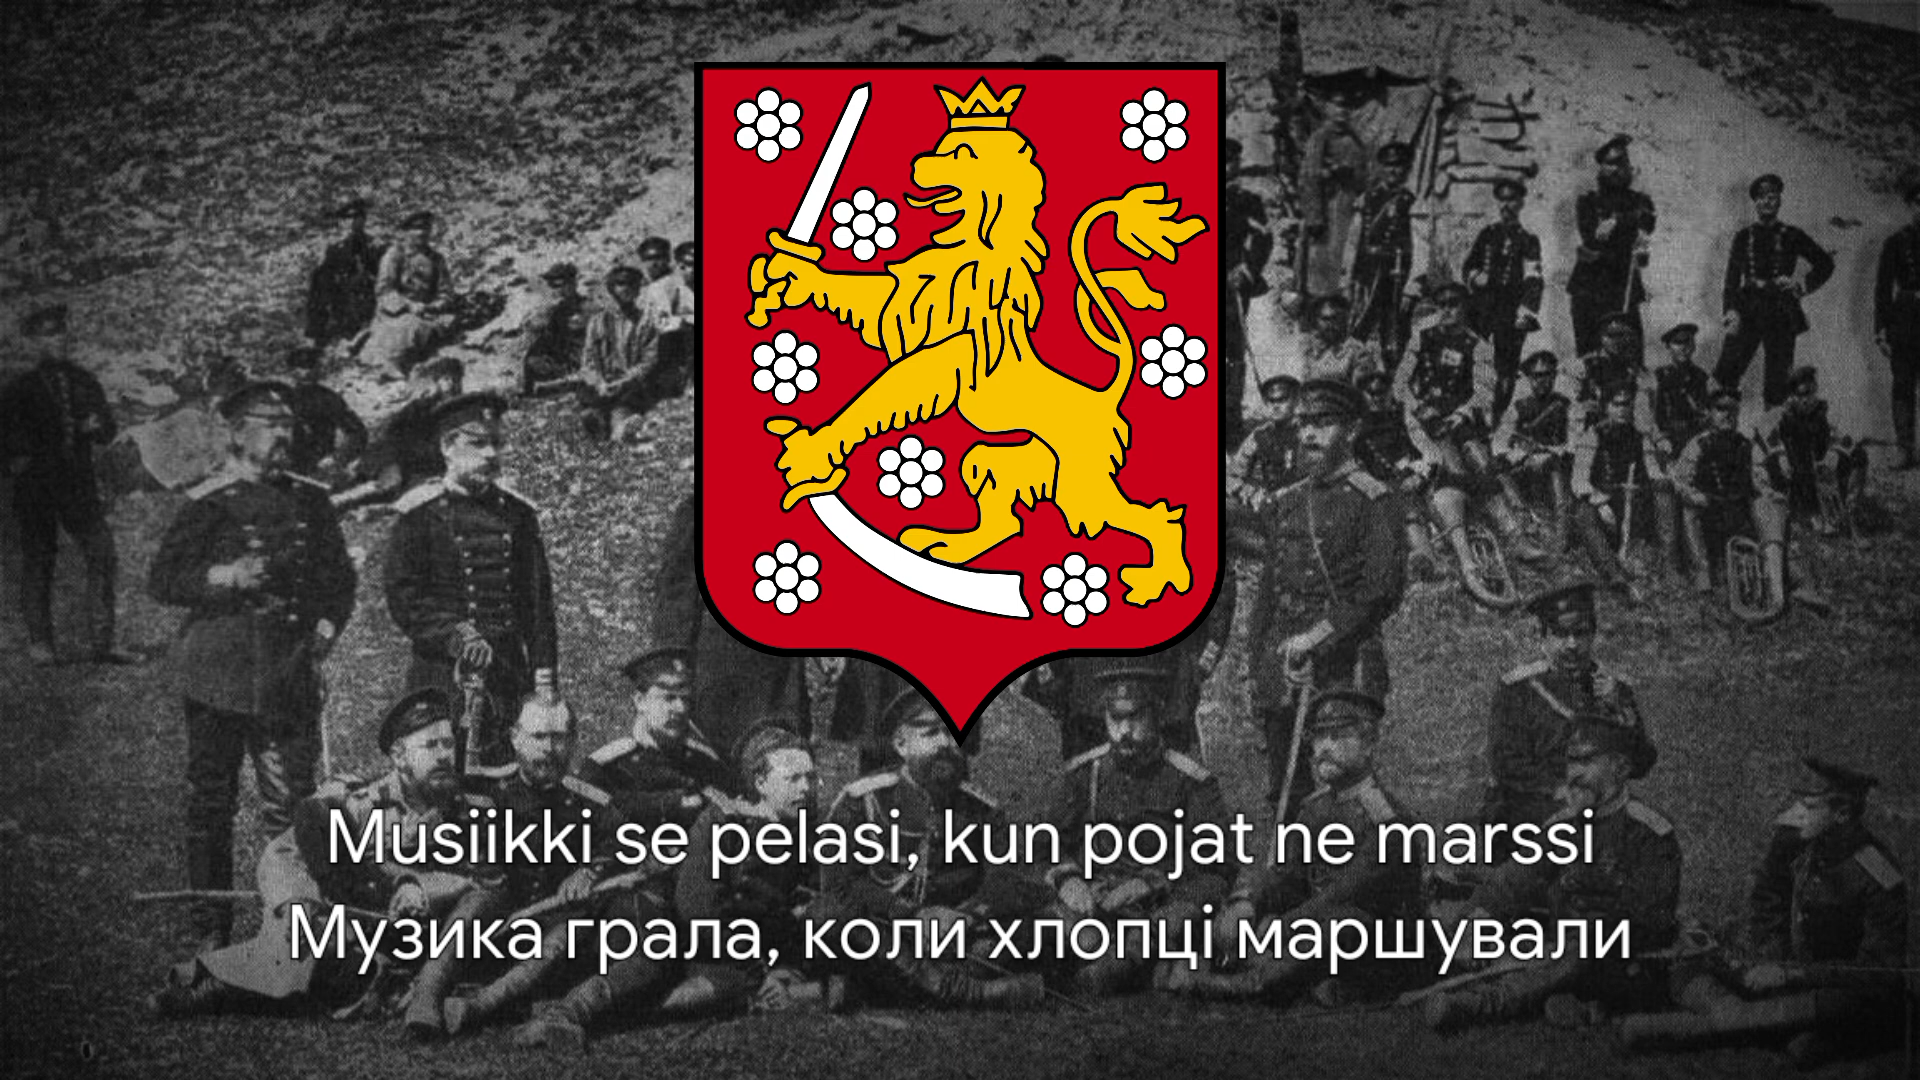 Musiikki se pelasi, kun pojat ne marssi
Музика грала, коли хлопці маршували